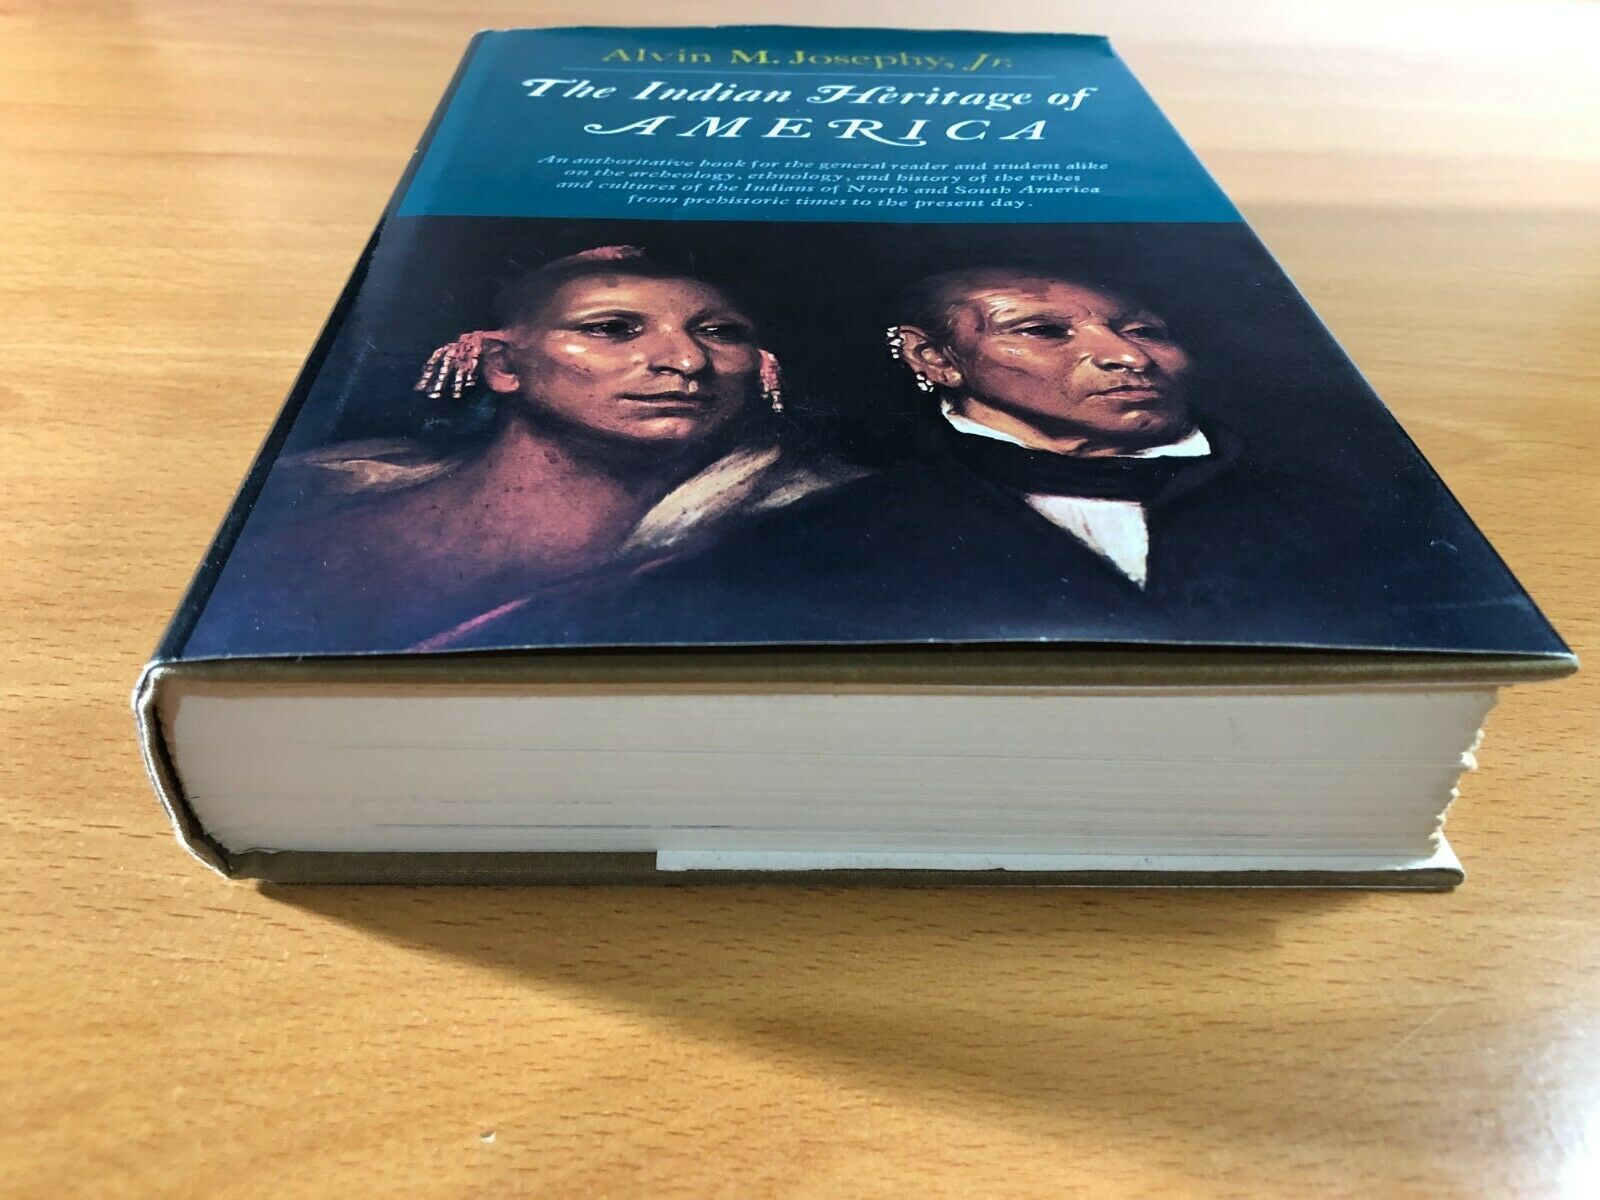 Alvin M. Josephy, Jr.
The Indian Heritage of
AMERICA
An authoritative book for the general reader and student alike
on the archeology, ethnology, and history of the tribes
and cultures of the Indians of North and South America
from prehistoric times to the present day.